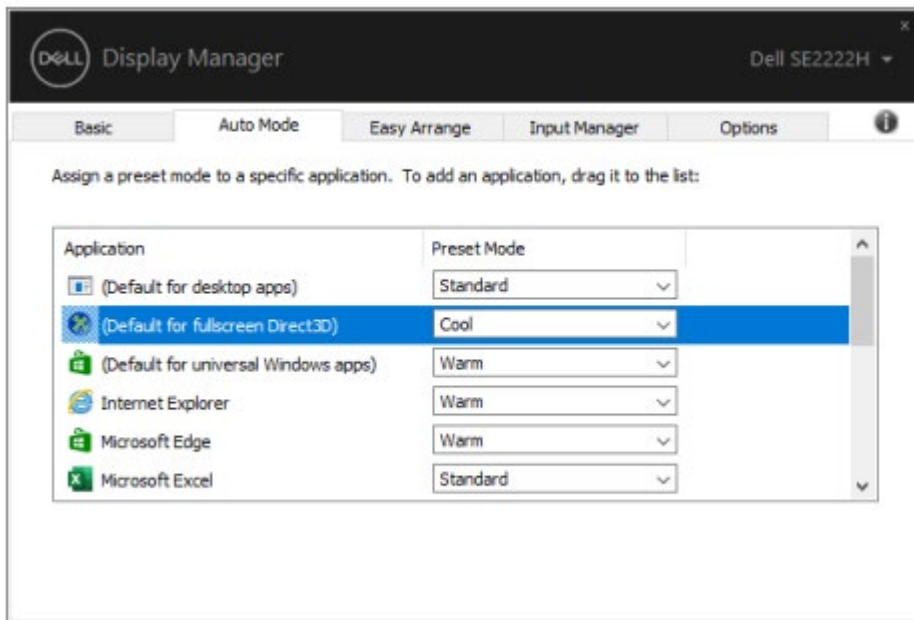 DELL Display Manager
Dell SE2222H
Basic Auto Mode Easy Arrange Input Manager Options
Assign a preset mode to a specific application. To add an application, drag it to the list:
Application Preset Mode
(Default for desktop apps) Standard
(Default for fullscreen Direct3D) Cool
(Default for universal Windows apps) Warm
Internet Explorer Warm
Microsoft Edge Warm
Microsoft Excel Standard